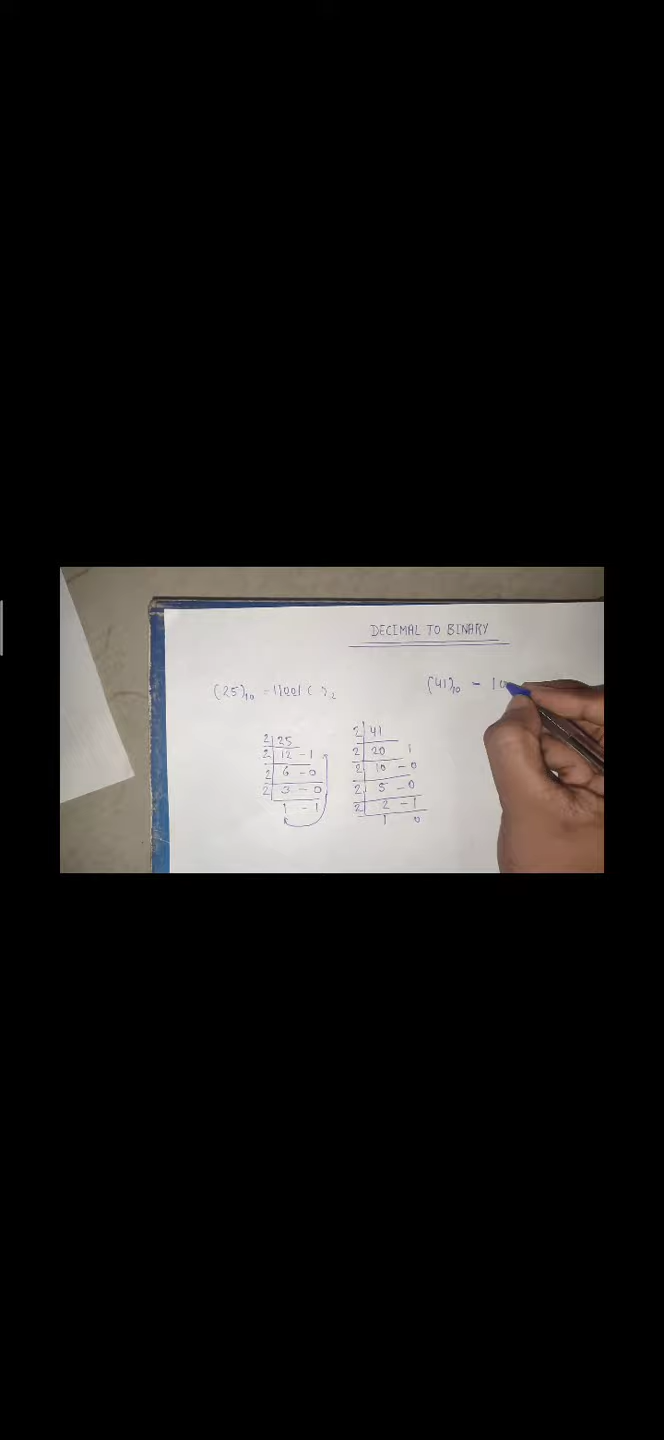 DECIMAL TO BINARY
(25)₁₀ = 11001 ( )₂
(41)₁₀ - 10
2 25
2 12 - 1
2 6 - 0
2 3 - 0
1 - 1
2 41
2 20 1
2 10 - 0
2 5 - 0
2 2 - 1
1 0